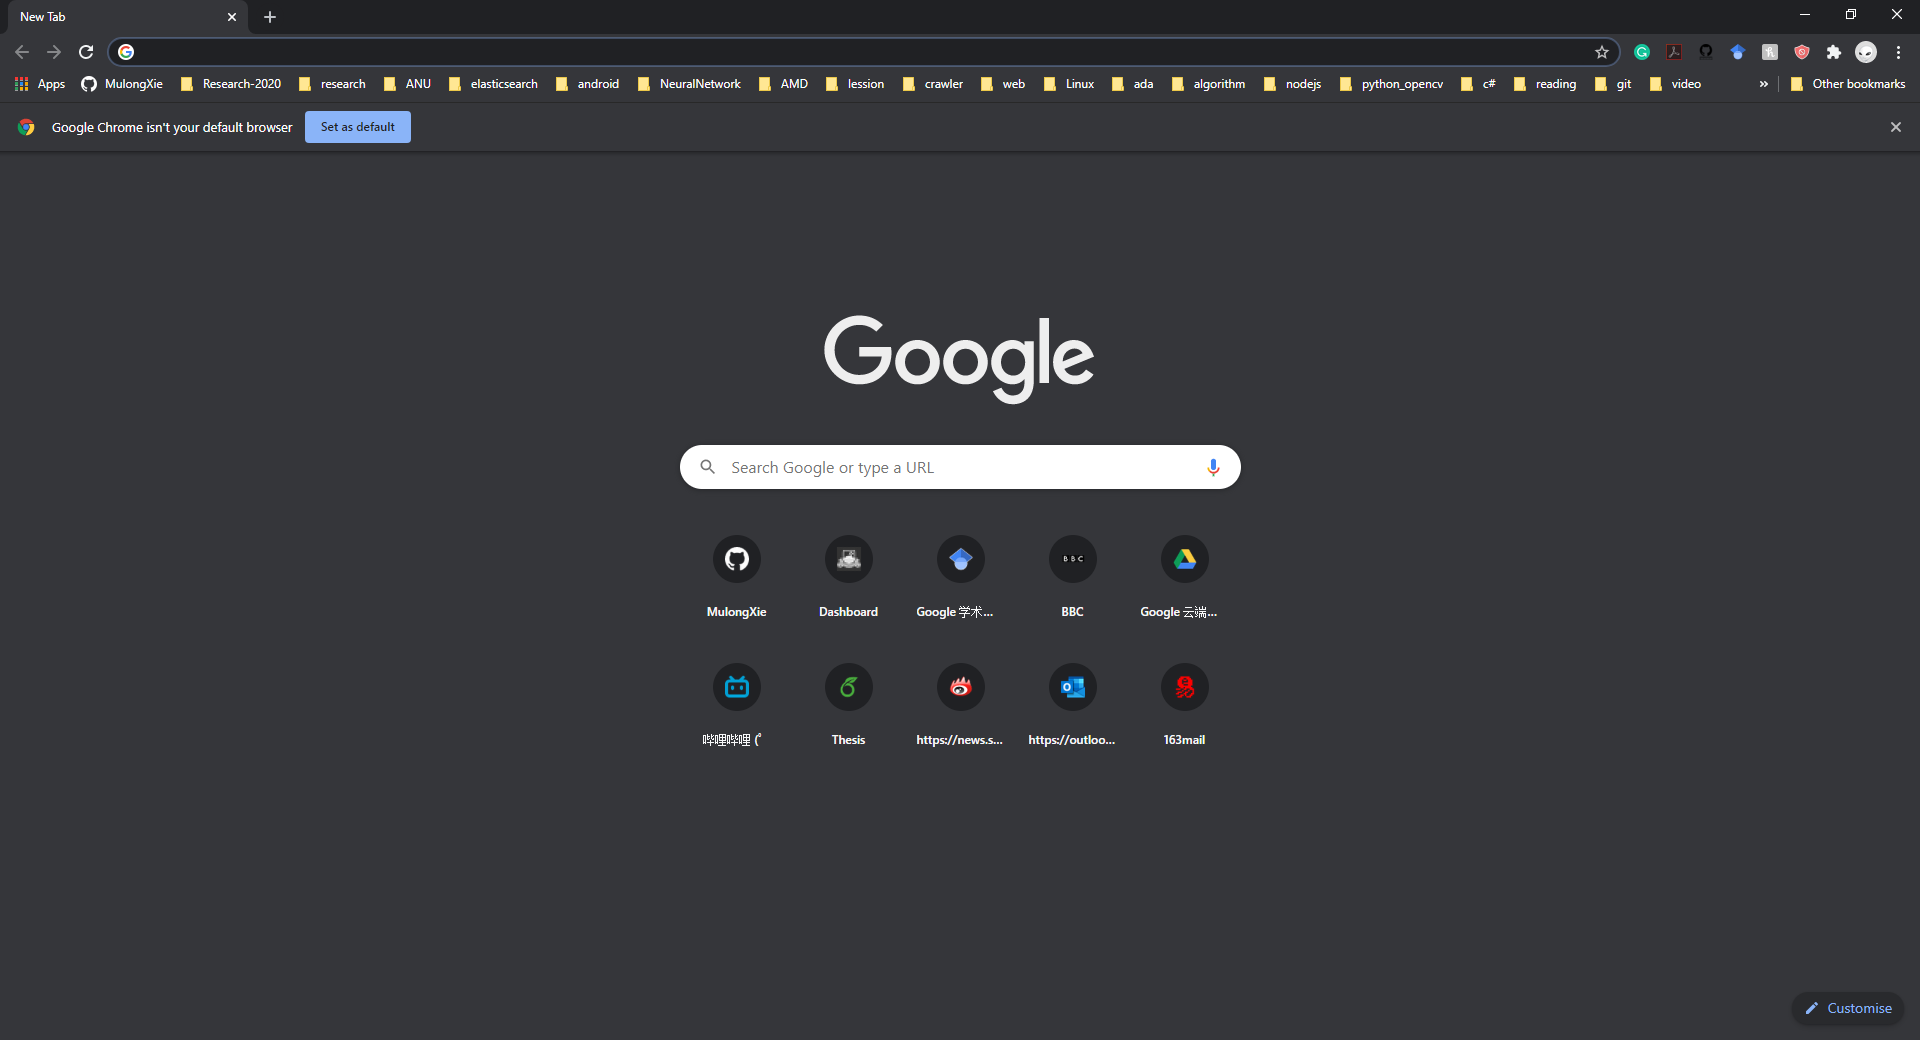 New Tab
Apps MulongXie Research-2020 research ANU elasticsearch android NeuralNetwork AMD lession crawler web Linux ada algorithm nodejs python_opencv c# reading git video » Other bookmarks
Google Chrome isn't your default browser Set as default
Google
Search Google or type a URL
BBC
MulongXie Dashboard Google 学术... BBC Google 云端...
哔哩哔哩 (゜ Thesis https://news.s... https://outloo... 163mail
Customise